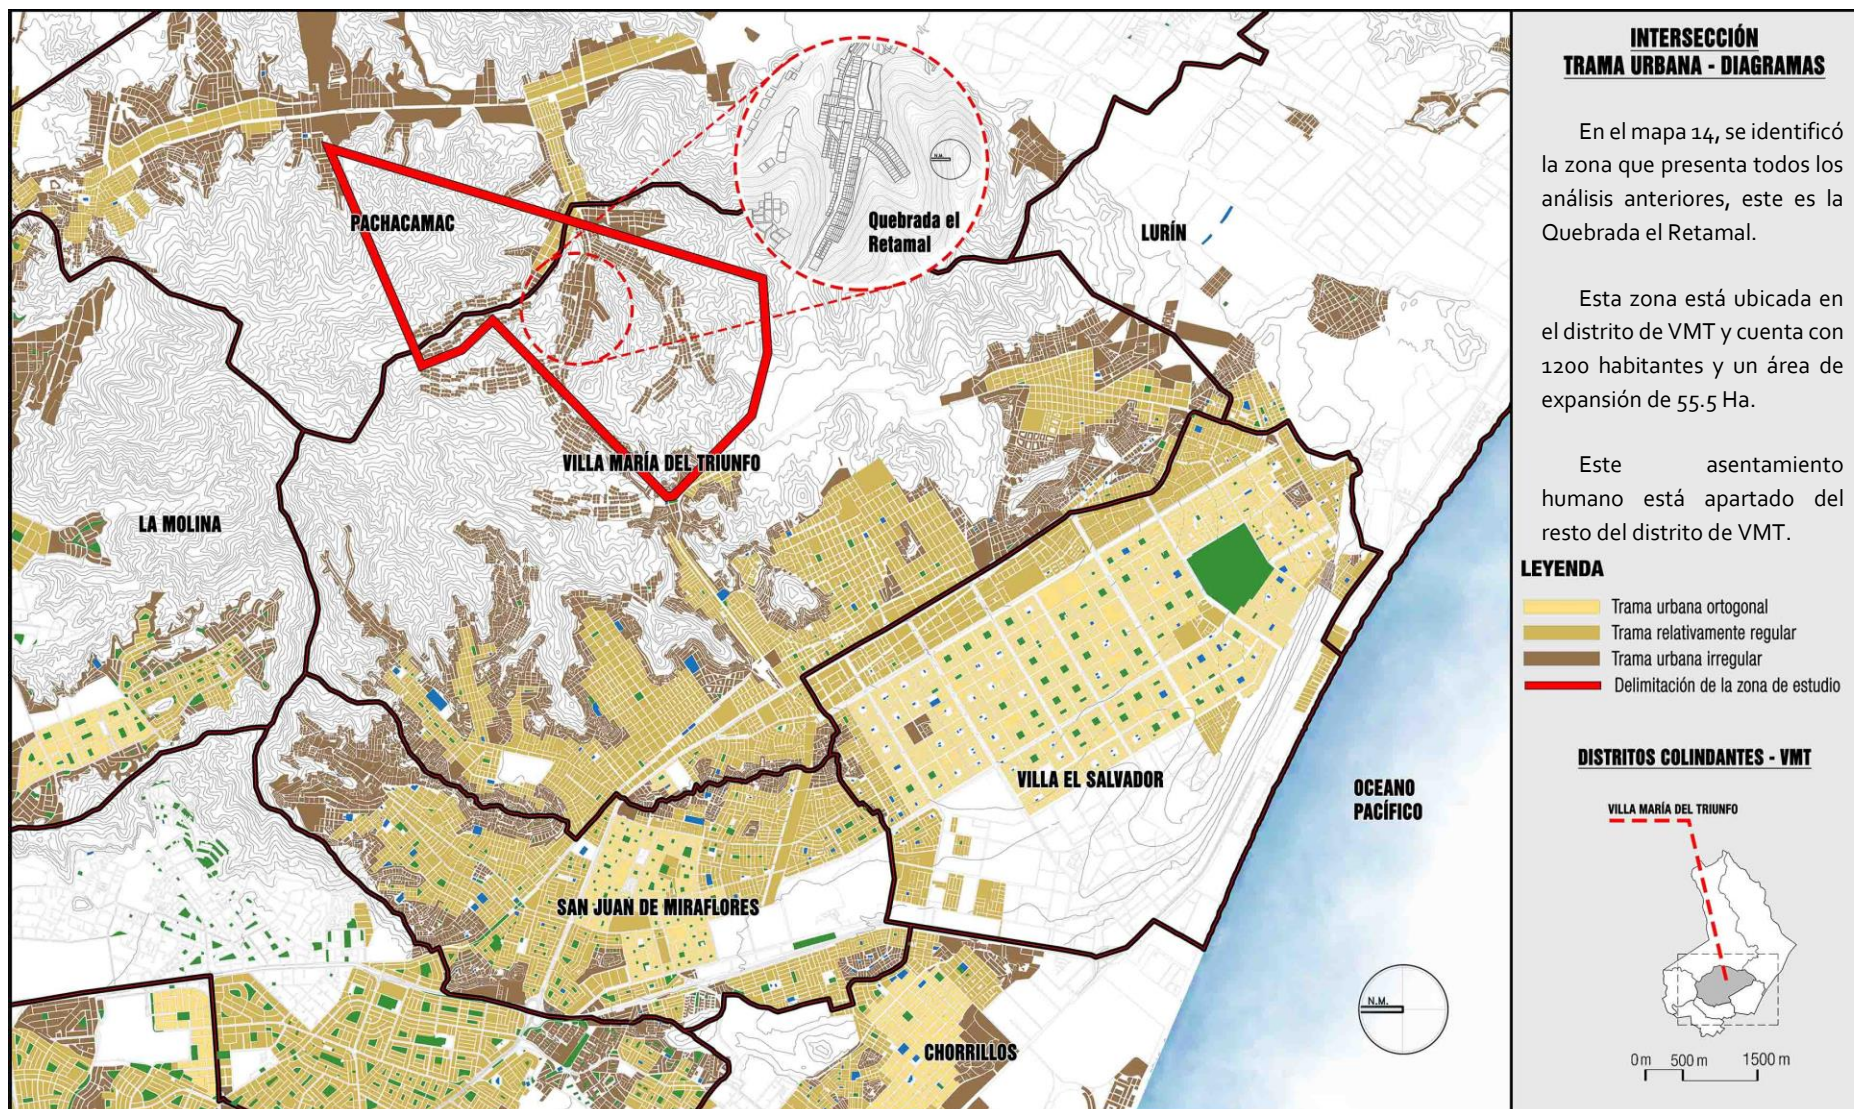 PACHACAMAC
Quebrada el
Retamal
N.M.
LURÍN
VILLA MARÍA DEL TRIUNFO
LA MOLINA
VILLA EL SALVADOR
OCEANO
PACÍFICO
SAN JUAN DE MIRAFLORES
CHORRILLOS
N.M.
INTERSECCIÓN
TRAMA URBANA - DIAGRAMAS
En el mapa 14, se identificó
la zona que presenta todos los
análisis anteriores, este es la
Quebrada el Retamal.
Esta zona está ubicada en
el distrito de VMT y cuenta con
1200 habitantes y un área de
expansión de 55.5 Ha.
Este asentamiento
humano está apartado del
resto del distrito de VMT.
LEYENDA
Trama urbana ortogonal
Trama relativamente regular
Trama urbana irregular
Delimitación de la zona de estudio
DISTRITOS COLINDANTES - VMT
VILLA MARÍA DEL TRIUNFO
0 m 500 m 1500 m